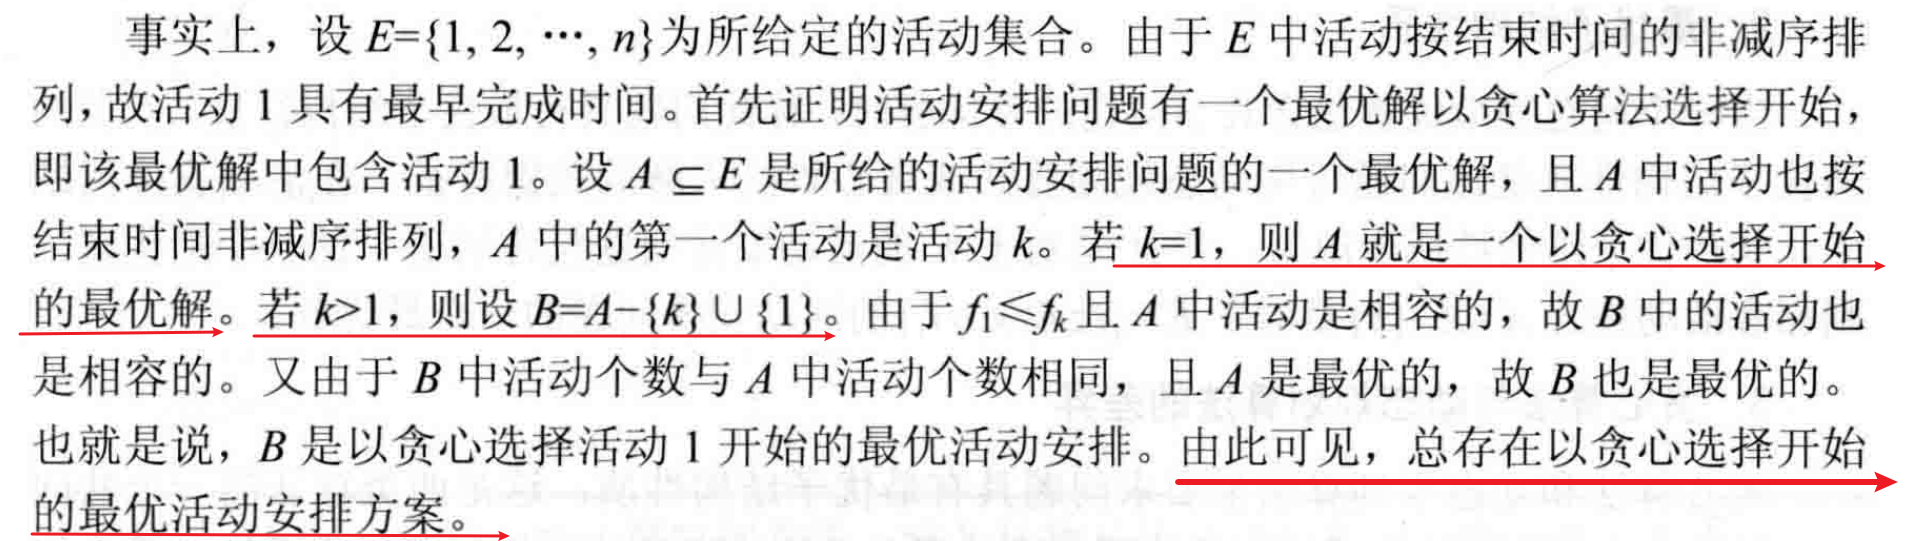 事实上，设 E={1, 2, ⋯, n}为所给定的活动集合。由于 E 中活动按结束时间的非减序排
列，故活动 1 具有最早完成时间。首先证明活动安排问题有一个最优解以贪心算法选择开始，
即该最优解中包含活动 1。设 A ⊆ E 是所给的活动安排问题的一个最优解，且 A 中活动也按
结束时间非减序排列，A 中的第一个活动是活动 k。若 k=1，则 A 就是一个以贪心选择开始
的最优解。若 k>1，则设 B=A−{k}∪{1}。由于 f₁≤fₖ且 A 中活动是相容的，故 B 中的活动也
是相容的。又由于 B 中活动个数与 A 中活动个数相同，且 A 是最优的，故 B 也是最优的。
也就是说，B 是以贪心选择活动 1 开始的最优活动安排。由此可见，总存在以贪心选择开始
的最优活动安排方案。